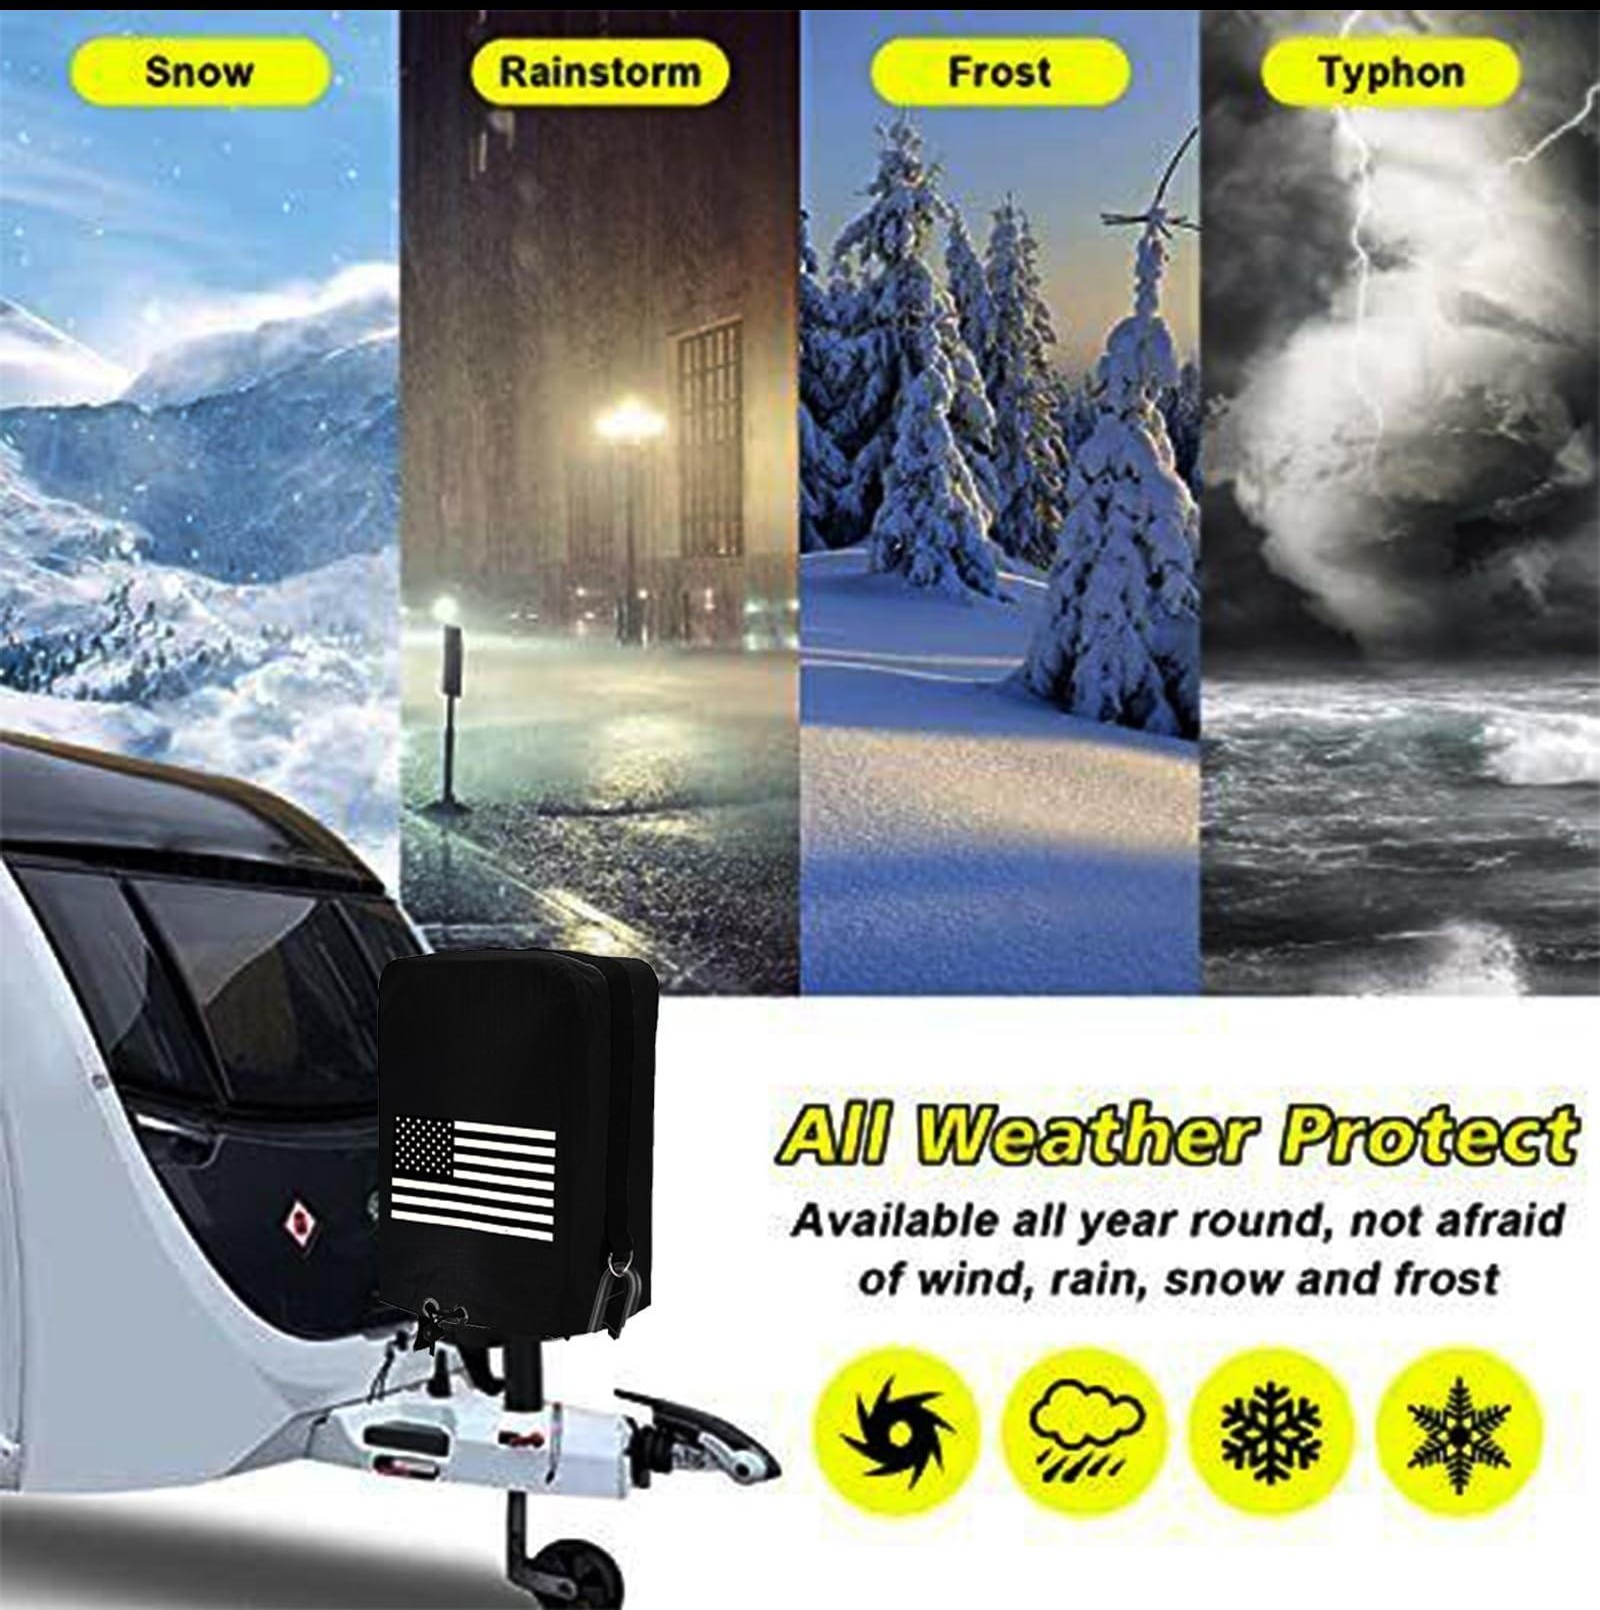 Snow
Rainstorm
Frost
Typhon
All Weather Protect
Available all year round, not afraid
of wind, rain, snow and frost